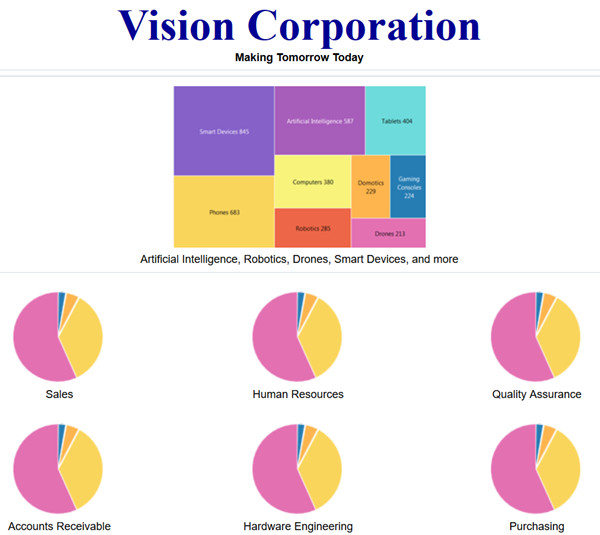 Vision Corporation
Making Tomorrow Today
Smart Devices 845
Artificial Intelligence 587
Tablets 404
Phones 683
Computers 380
Domotics
229
Gaming
Consoles
224
Robotics 285
Drones 213
Artificial Intelligence, Robotics, Drones, Smart Devices, and more
Sales
Human Resources
Quality Assurance
Accounts Receivable
Hardware Engineering
Purchasing